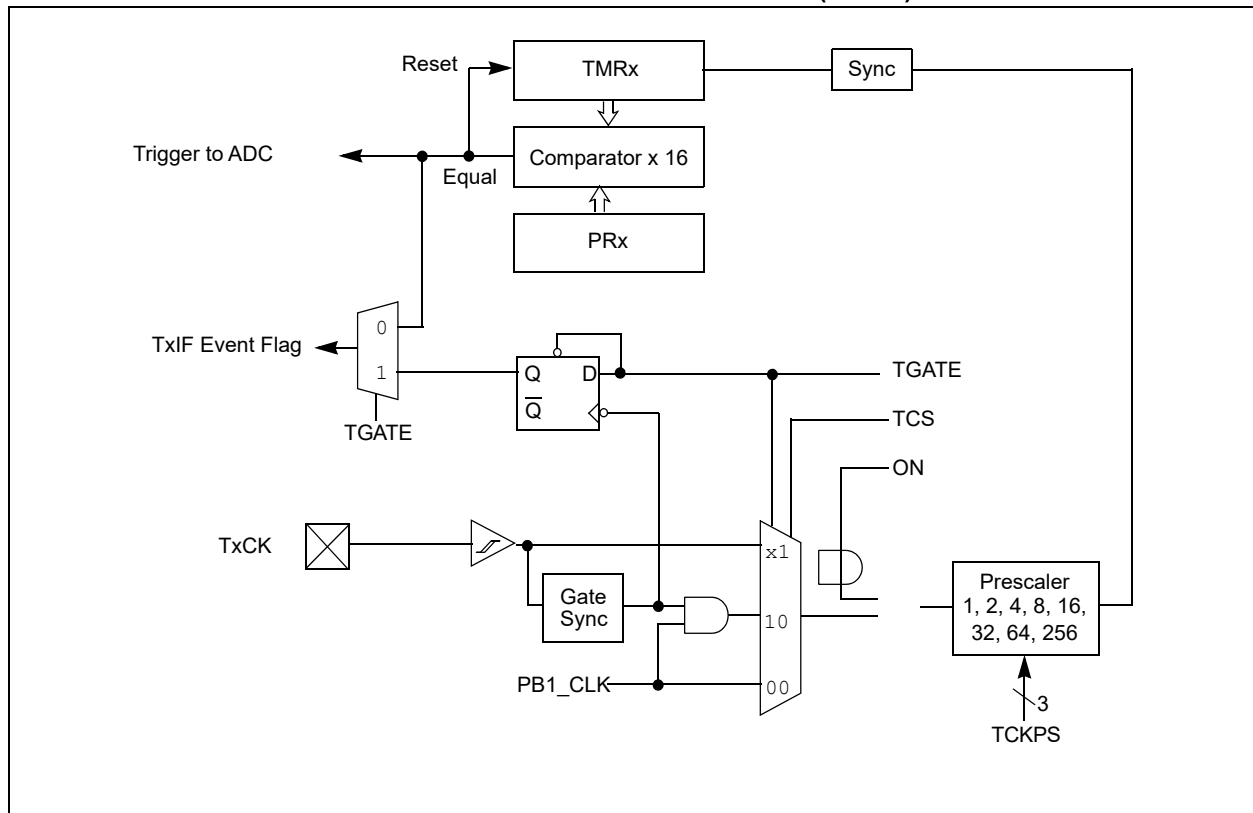 Reset
TMRx
Sync
Trigger to ADC
Equal
Comparator x 16
PRx
0
TxIF Event Flag
1
Q
D
Q̅
TGATE
TGATE
TCS
ON
TxCK
x1
Gate
Sync
10
Prescaler
1, 2, 4, 8, 16,
32, 64, 256
PB1_CLK
00
3
TCKPS